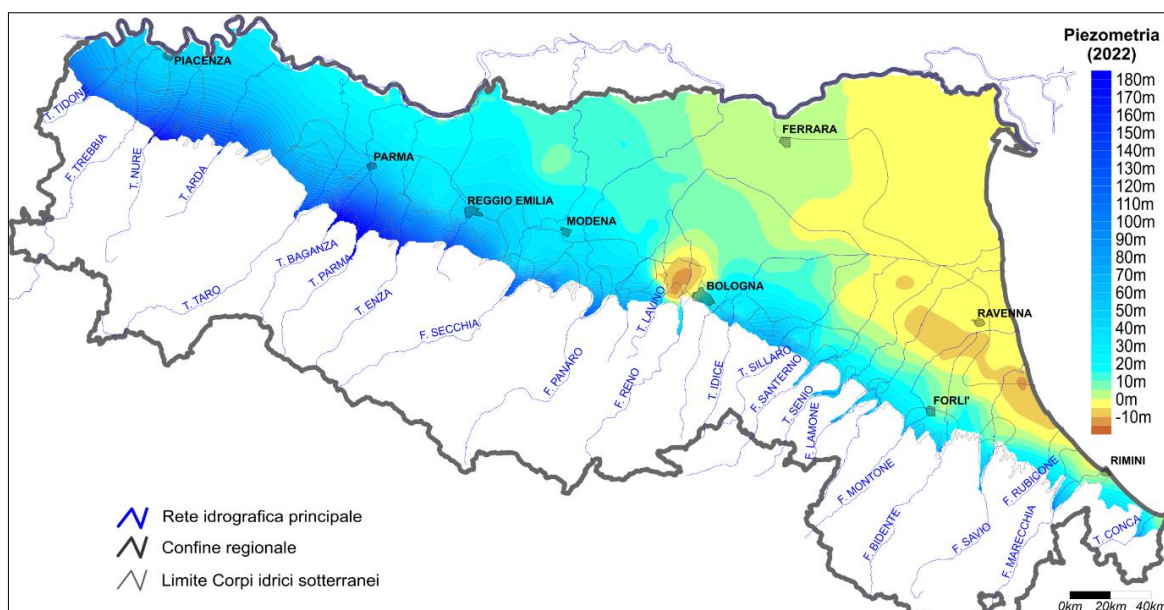 Piezometria
(2022)
180m
170m
160m
150m
140m
130m
120m
110m
100m
90m
80m
70m
60m
50m
40m
30m
20m
10m
0m
-10m
PIACENZA
PARMA
REGGIO EMILIA
MODENA
FERRARA
BOLOGNA
RAVENNA
FORLI'
RIMINI
T. TIDONE
F. TREBBIA
T. NURE
T. ARDA
T. TARO
T. BAGANZA
T. PARMA
T. ENZA
F. SECCHIA
F. PANARO
T. LAVINO
F. RENO
T. IDICE
T. SILLARO
F. SANTERNO
T. SENIO
F. LAMONE
F. MONTONE
F. BIDENTE
F. SAVIO
F. RUBICONE
F. MARECCHIA
T. CONCA
Rete idrografica principale
Confine regionale
Limite Corpi idrici sotterranei
0km 20km 40km